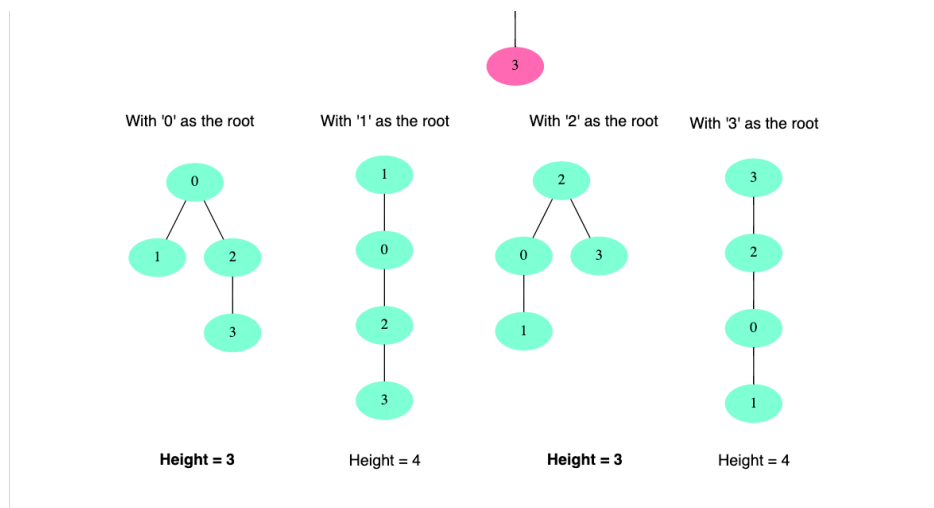 3
With '0' as the root
With '1' as the root
With '2' as the root
With '3' as the root
0
1
2
3
1
0
2
3
2
0
3
1
3
2
0
1
Height = 3
Height = 4
Height = 3
Height = 4